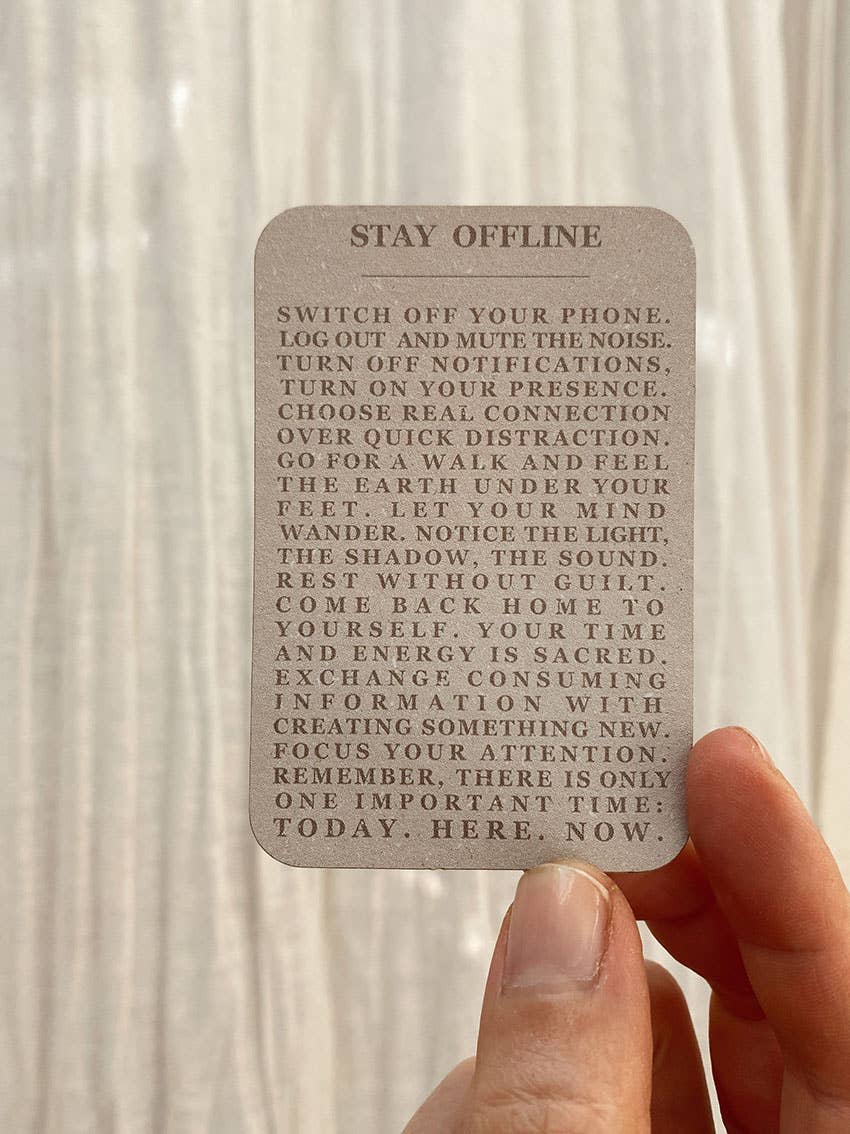 STAY OFFLINE
SWITCH OFF YOUR PHONE.
LOG OUT AND MUTE THE NOISE.
TURN OFF NOTIFICATIONS,
TURN ON YOUR PRESENCE.
CHOOSE REAL CONNECTION
OVER QUICK DISTRACTION.
GO FOR A WALK AND FEEL
THE EARTH UNDER YOUR
FEET. LET YOUR MIND
WANDER. NOTICE THE LIGHT,
THE SHADOW, THE SOUND.
REST WITHOUT GUILT.
COME BACK HOME TO
YOURSELF. YOUR TIME
AND ENERGY IS SACRED.
EXCHANGE CONSUMING
INFORMATION WITH
CREATING SOMETHING NEW.
FOCUS YOUR ATTENTION.
REMEMBER, THERE IS ONLY
ONE IMPORTANT TIME:
TODAY. HERE. NOW.